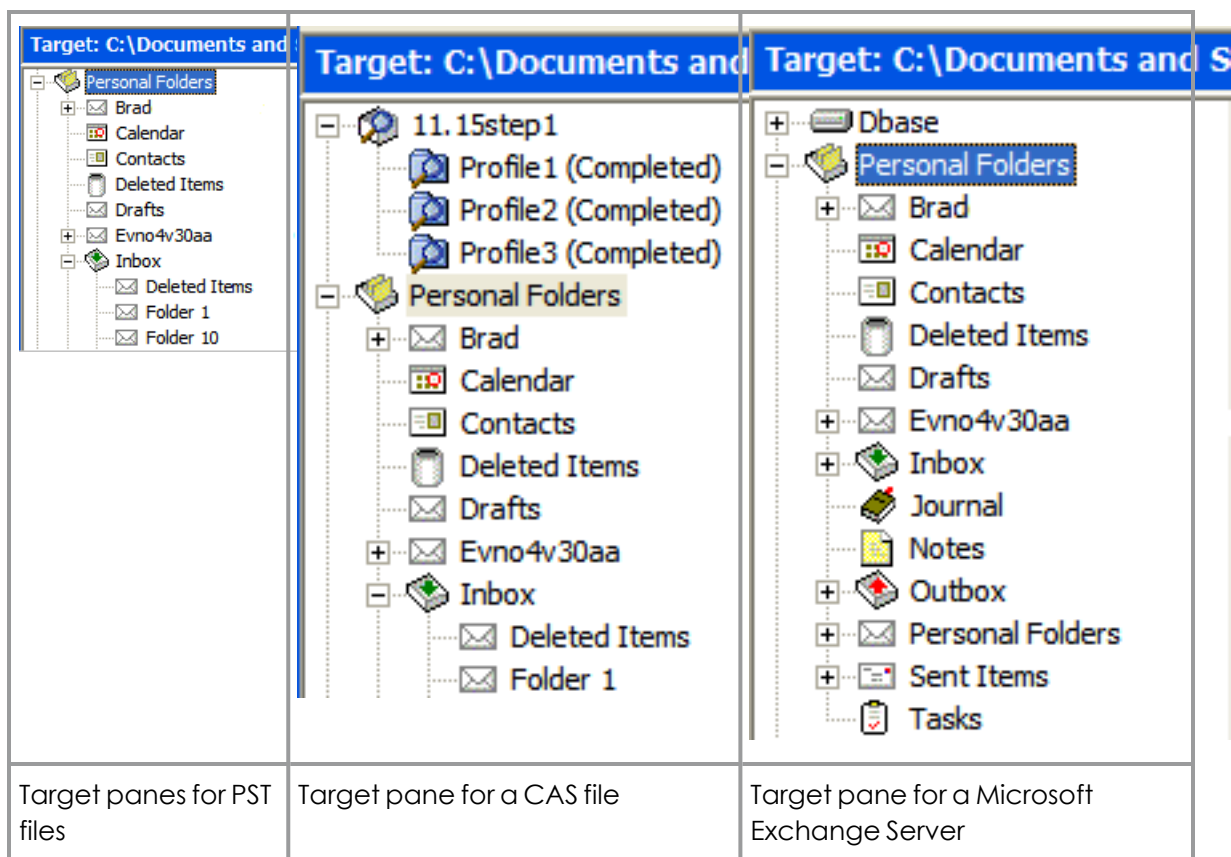 Target: C:\Documents and
Personal Folders
Brad
Calendar
Contacts
Deleted Items
Drafts
Evno4v30aa
Inbox
Deleted Items
Folder 1
Folder 10
Target panes for PST
files
Target: C:\Documents and
11.15step1
Profile1 (Completed)
Profile2 (Completed)
Profile3 (Completed)
Personal Folders
Brad
Calendar
Contacts
Deleted Items
Drafts
Evno4v30aa
Inbox
Deleted Items
Folder 1
Target pane for a CAS file
Target: C:\Documents and S
Dbase
Personal Folders
Brad
Calendar
Contacts
Deleted Items
Drafts
Evno4v30aa
Inbox
Journal
Notes
Outbox
Personal Folders
Sent Items
Tasks
Target pane for a Microsoft
Exchange Server